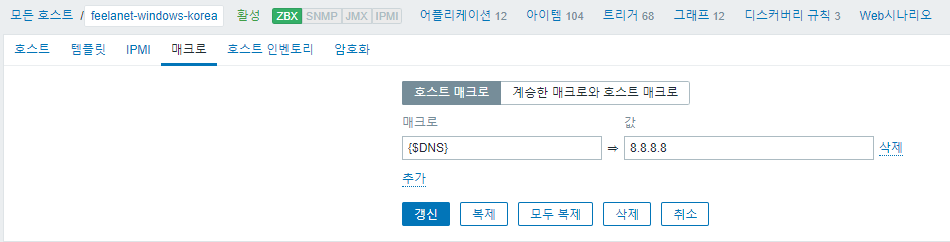 모든 호스트 / feelanet-windows-korea 활성 ZBX SNMP JMX IPMI 어플리케이션 12 아이템 104 트리거 68 그래프 12 디스커버리 규칙 3 Web시나리오
호스트 템플릿 IPMI 매크로 호스트 인벤토리 암호화
호스트 매크로 계승한 매크로와 호스트 매크로
매크로 값
{$DNS} ⇒ 8.8.8.8 삭제
추가
갱신 복제 모두 복제 삭제 취소